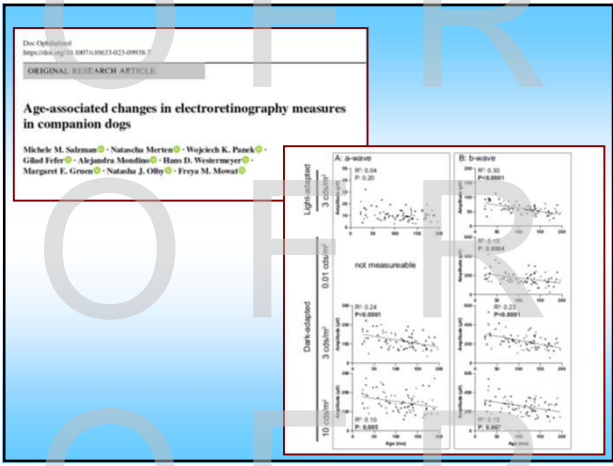 Doc Ophthalmol
https://doi.org/10.1007/s10633-023-09938-7
ORIGINAL RESEARCH ARTICLE
Age-associated changes in electroretinography measures
in companion dogs
Michele M. Salzman · Natascha Merten · Wojciech K. Panek ·
Gilad Fefer · Alejandra Mondino · Hans D. Westermeyer ·
Margaret E. Gruen · Natasha J. Olby · Freya M. Mowat
A: a-wave
B: b-wave
Light-adapted
3 cds/m²
R²: 0.04
P: 0.20
R²: 0.30
P<0.0001
Dark-adapted
0.01 cds/m²
not measureable
R²: 0.15
P: 0.0004
3 cds/m²
R²: 0.24
P<0.0001
R²: 0.23
P<0.0001
10 cds/m²
R²: 0.10
P: 0.005
R²: 0.15
P: 0.007
Amplitude (µV)
Age (mo)
Age (mo)
O F R
O F R
O F R